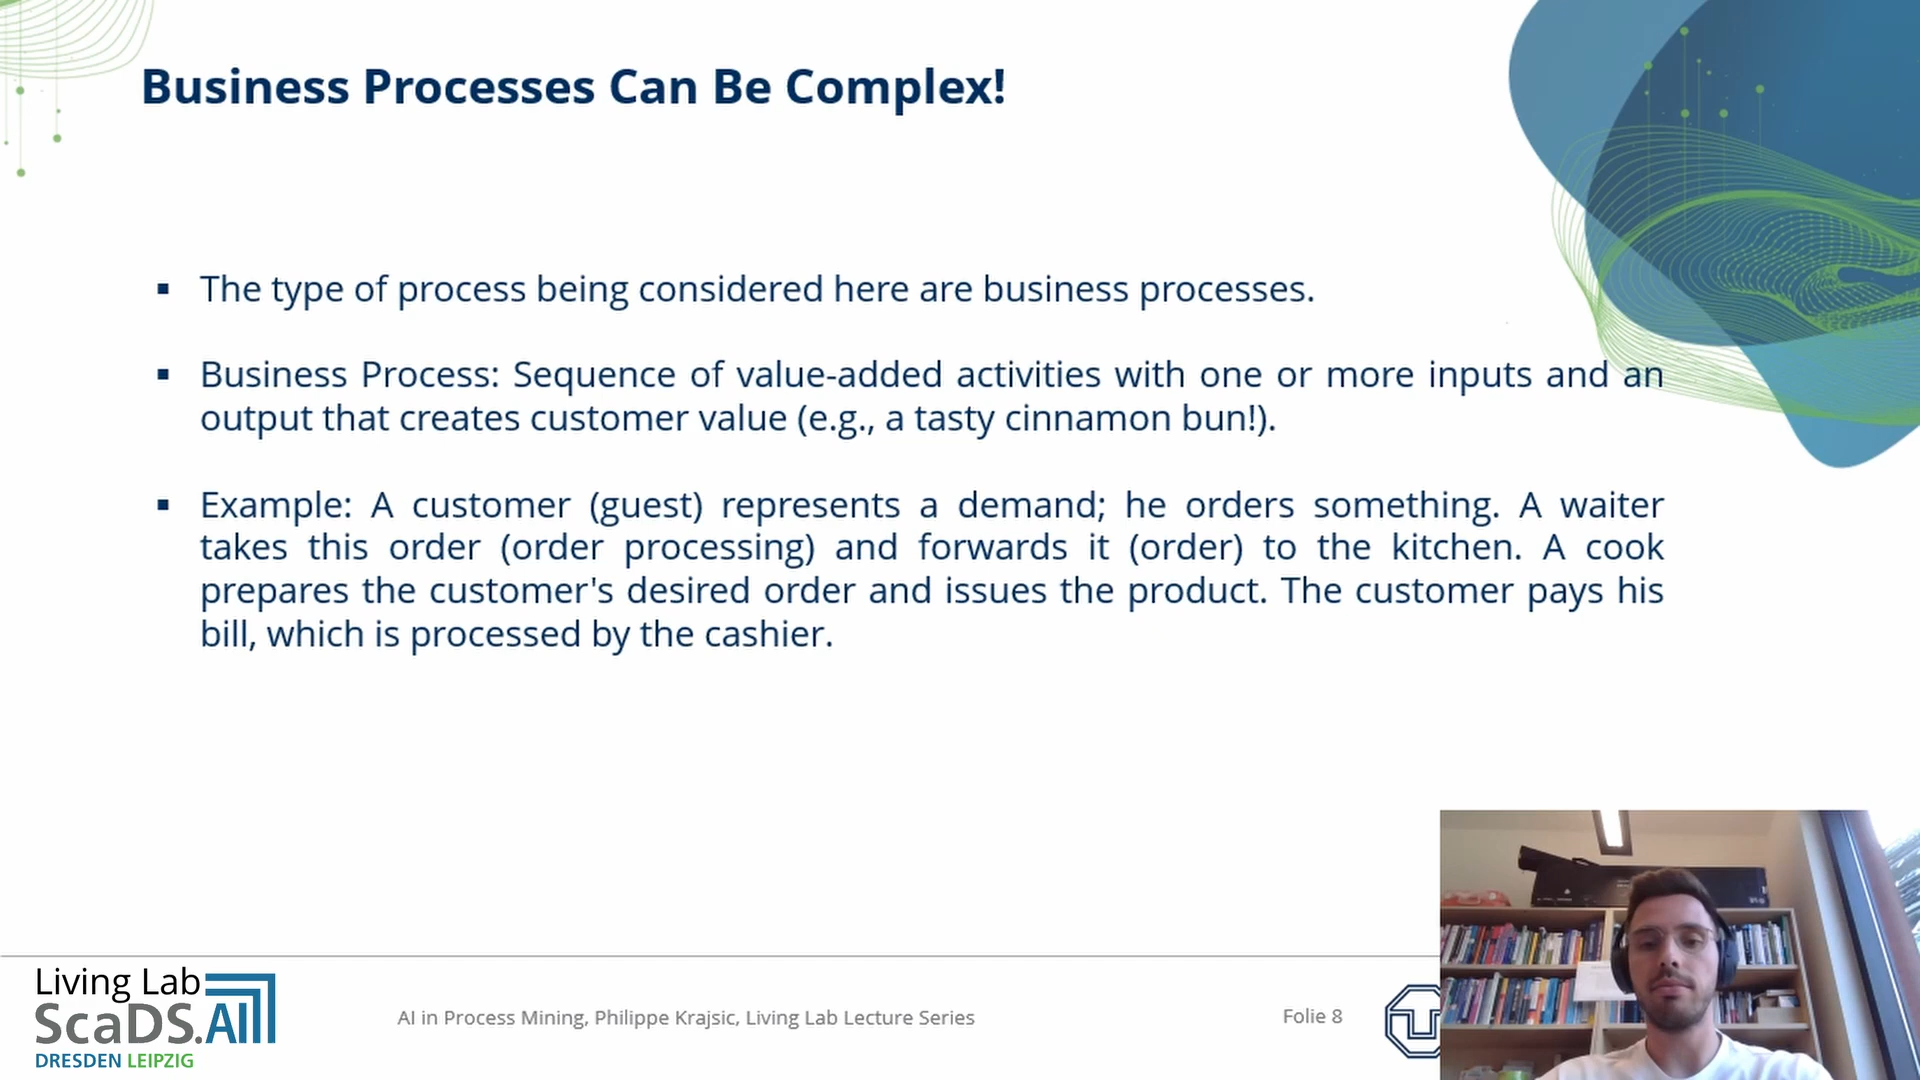 Business Processes Can Be Complex!
▪ The type of process being considered here are business processes.
▪ Business Process: Sequence of value-added activities with one or more inputs and an
output that creates customer value (e.g., a tasty cinnamon bun!).
▪ Example: A customer (guest) represents a demand; he orders something. A waiter
takes this order (order processing) and forwards it (order) to the kitchen. A cook
prepares the customer's desired order and issues the product. The customer pays his
bill, which is processed by the cashier.
Living Lab
ScaDS.AI
DRESDEN LEIPZIG
AI in Process Mining, Philippe Krajsic, Living Lab Lecture Series
Folie 8